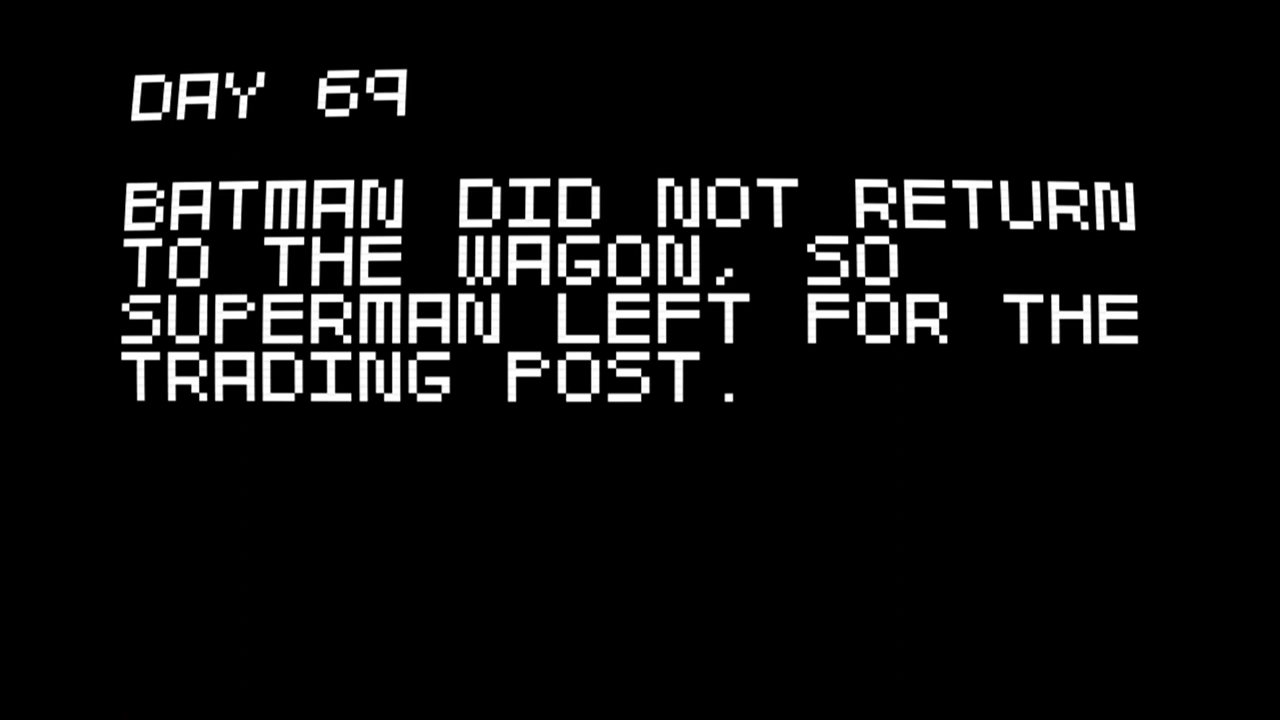 DAY 69
BATMAN DID NOT RETURN
TO THE WAGON, SO
SUPERMAN LEFT FOR THE
TRADING POST.